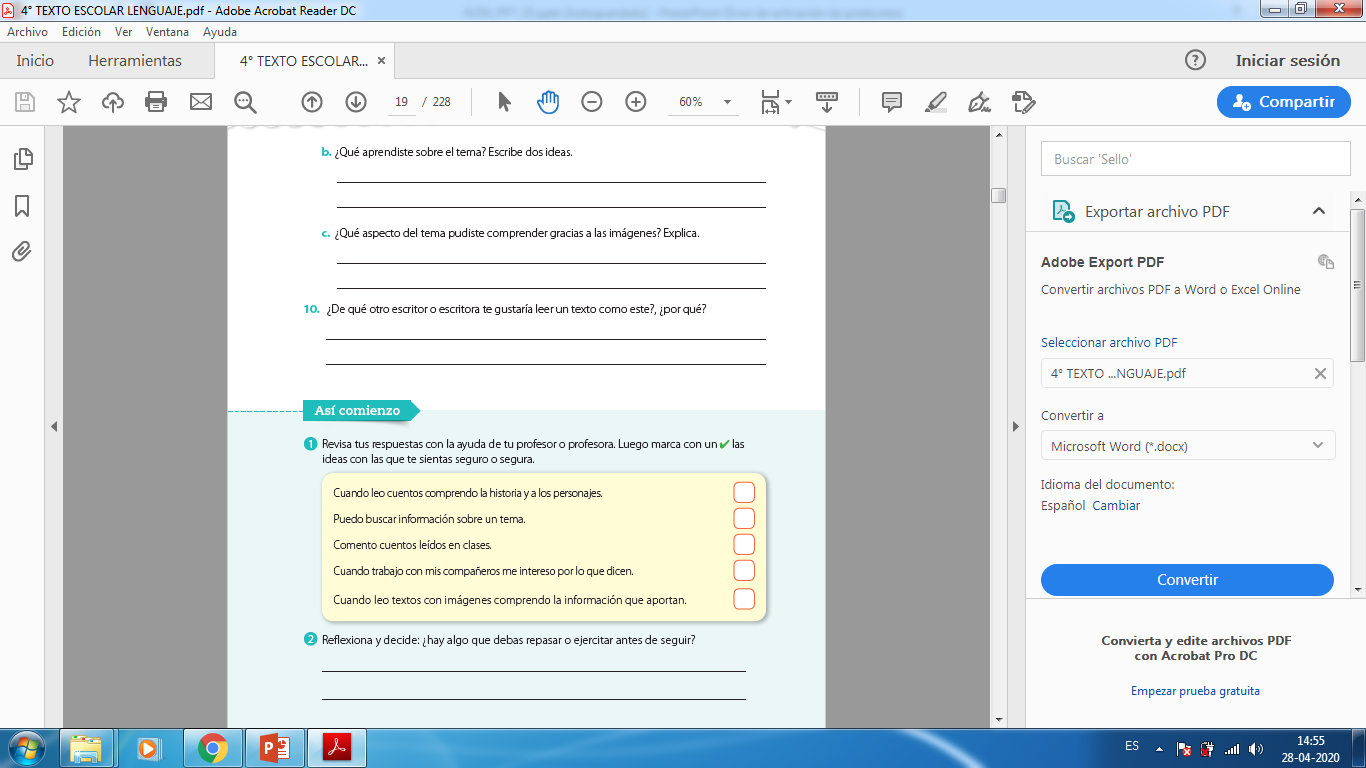 4° TEXTO ESCOLAR LENGUAJE.pdf - Adobe Acrobat Reader DC
Archivo Edición Ver Ventana Ayuda
Inicio Herramientas 4° TEXTO ESCOLAR... × Iniciar sesión
19 / 228 60% Compartir
b. ¿Qué aprendiste sobre el tema? Escribe dos ideas.
c. ¿Qué aspecto del tema pudiste comprender gracias a las imágenes? Explica.
10. ¿De qué otro escritor o escritora te gustaría leer un texto como este?, ¿por qué?
Así comienzo
1 Revisa tus respuestas con la ayuda de tu profesor o profesora. Luego marca con un ✔ las
ideas con las que te sientas seguro o segura.
Cuando leo cuentos comprendo la historia y a los personajes.
Puedo buscar información sobre un tema.
Comento cuentos leídos en clases.
Cuando trabajo con mis compañeros me intereso por lo que dicen.
Cuando leo textos con imágenes comprendo la información que aportan.
2 Reflexiona y decide: ¿hay algo que debas repasar o ejercitar antes de seguir?
Buscar 'Sello'
Exportar archivo PDF
Adobe Export PDF
Convertir archivos PDF a Word o Excel Online
Seleccionar archivo PDF
4° TEXTO ...NGUAJE.pdf
Convertir a
Microsoft Word (*.docx)
Idioma del documento:
Español Cambiar
Convertir
Convierta y edite archivos PDF
con Acrobat Pro DC
Empezar prueba gratuita
ES
14:55
28-04-2020